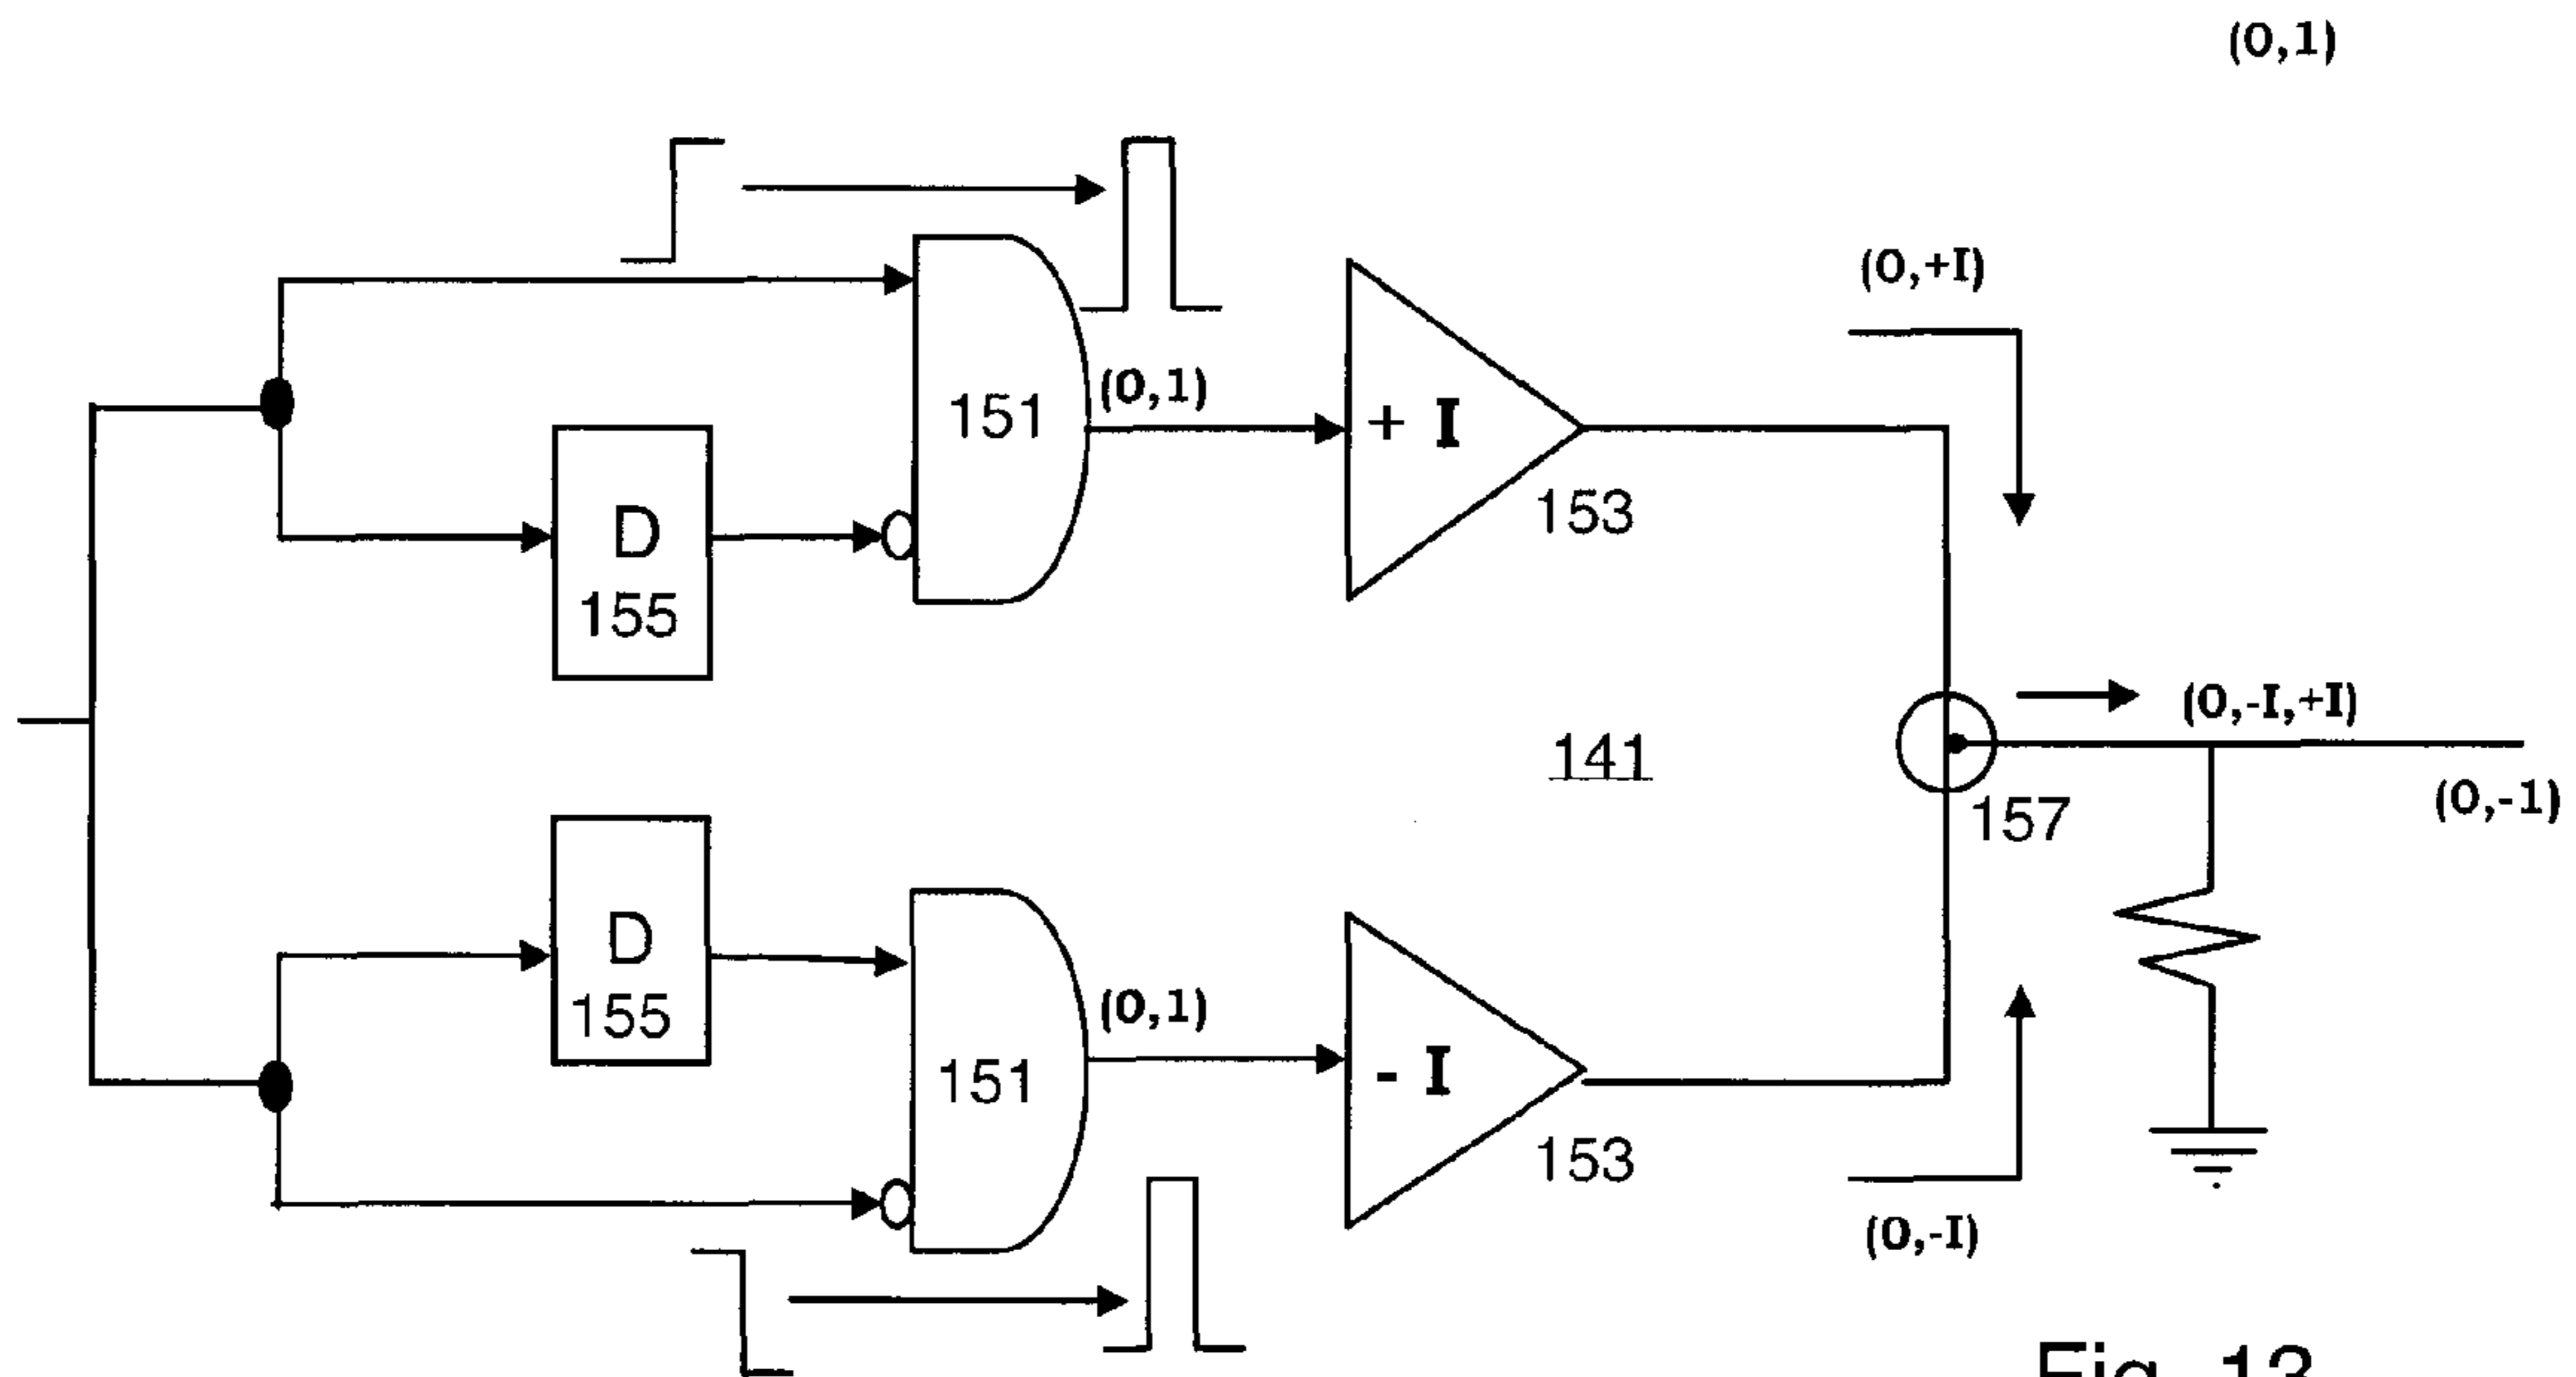 (0,1)
(0,+I)
(0,1)
151
+ I
D
155
153
(0,-I,+I)
141
157
(0,-1)
D
155
(0,1)
151
- I
153
(0,-I)